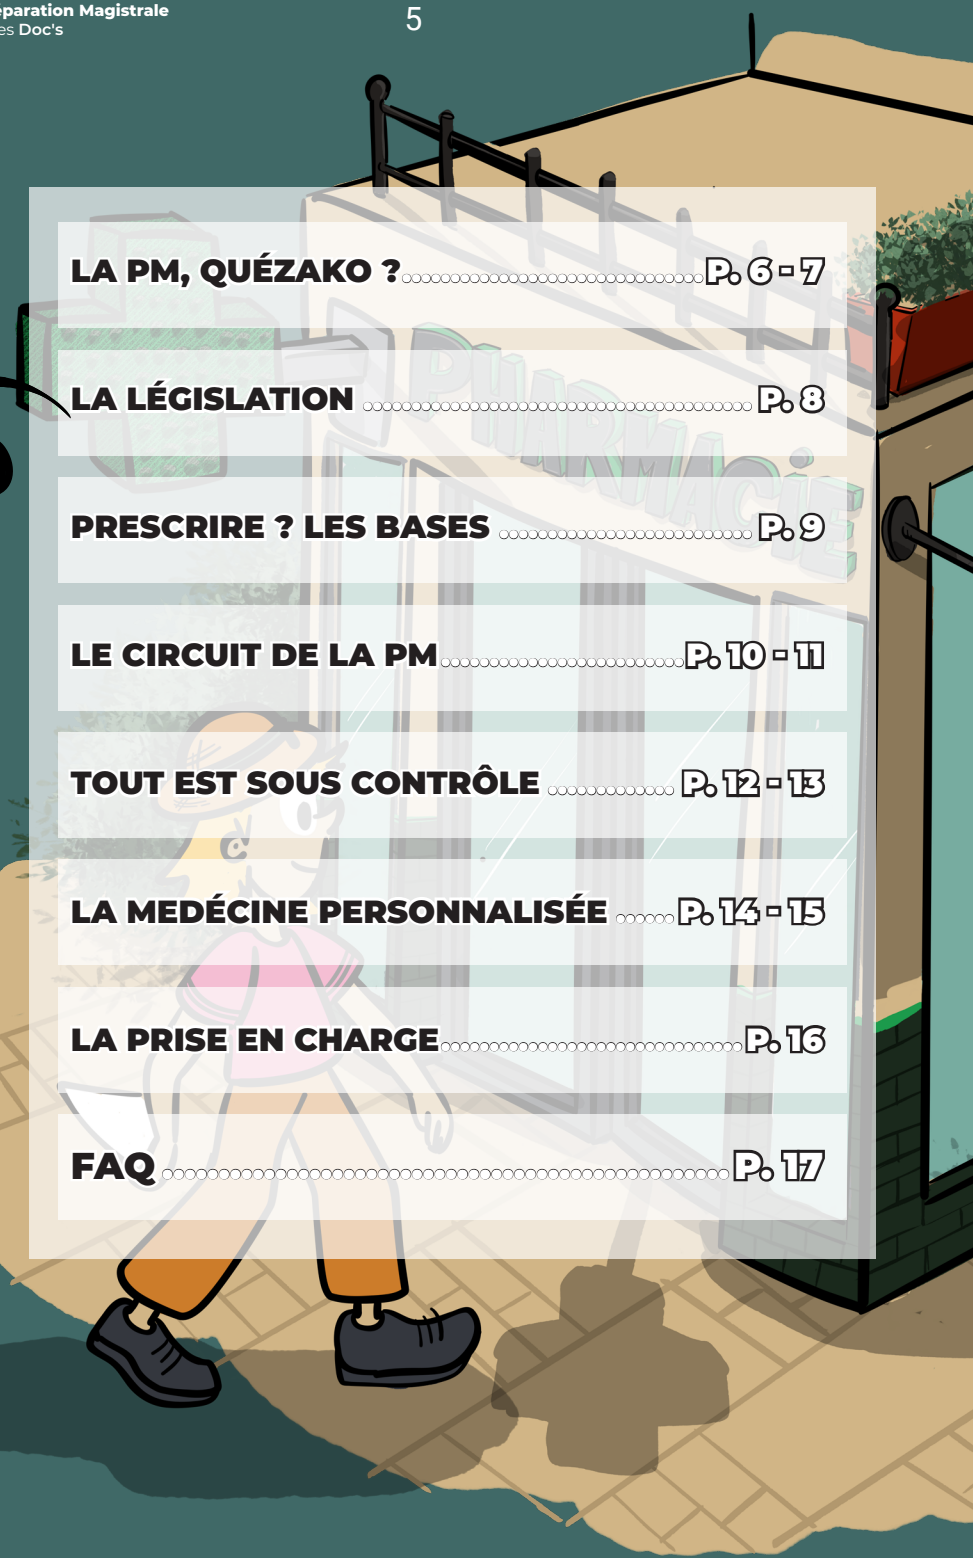 éparation Magistrale
es Doc's
5
LA PM, QUÉZAKO ? P. 6 - 7
LA LÉGISLATION P. 8
PHARMACIE
PRESCRIRE ? LES BASES P. 9
LE CIRCUIT DE LA PM P. 10 - 11
TOUT EST SOUS CONTRÔLE P. 12 - 13
LA MEDÉCINE PERSONNALISÉE P. 14 - 15
LA PRISE EN CHARGE P. 16
FAQ P. 17